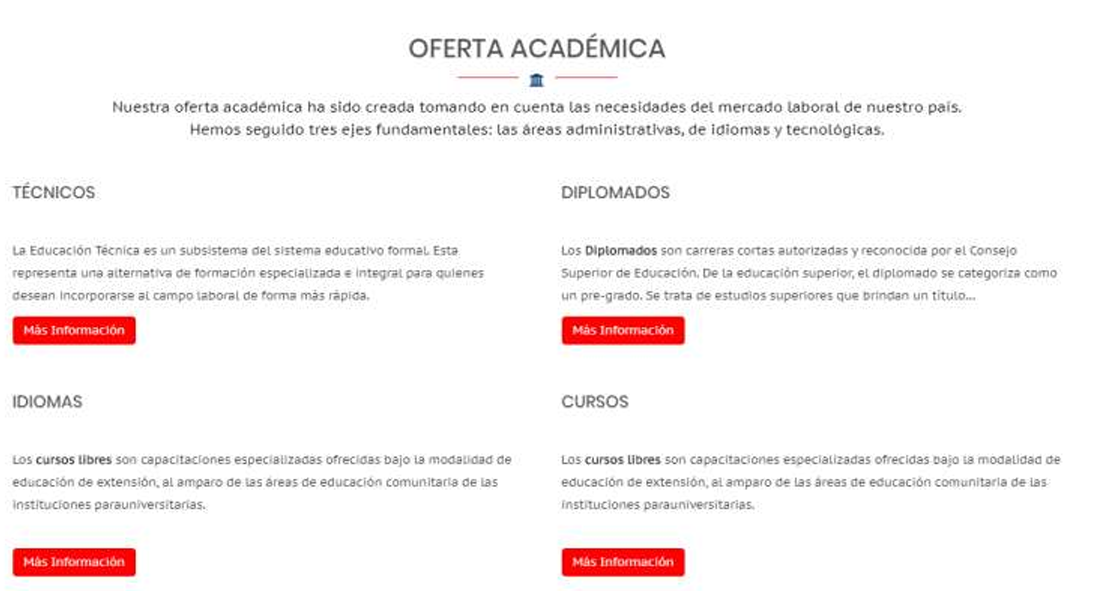 OFERTA ACADÉMICA
Nuestra oferta académica ha sido creada tomando en cuenta las necesidades del mercado laboral de nuestro país.
Hemos seguido tres ejes fundamentales: las áreas administrativas, de idiomas y tecnológicas.
TÉCNICOS
La Educación Técnica es un subsistema del sistema educativo formal. Esta
representa una alternativa de formación especializada e integral para quienes
desean incorporarse al campo laboral de forma más rápida.
Más Información
DIPLOMADOS
Los Diplomados son carreras cortas autorizadas y reconocida por el Consejo
Superior de Educación. De la educación superior, el diplomado se categoriza como
un pre-grado. Se trata de estudios superiores que brindan un título...
Más Información
IDIOMAS
Los cursos libres son capacitaciones especializadas ofrecidas bajo la modalidad de
educación de extensión, al amparo de las áreas de educación comunitaria de las
instituciones parauniversitarias.
Más Información
CURSOS
Los cursos libres son capacitaciones especializadas ofrecidas bajo la modalidad de
educación de extensión, al amparo de las áreas de educación comunitaria de las
instituciones parauniversitarias.
Más Información